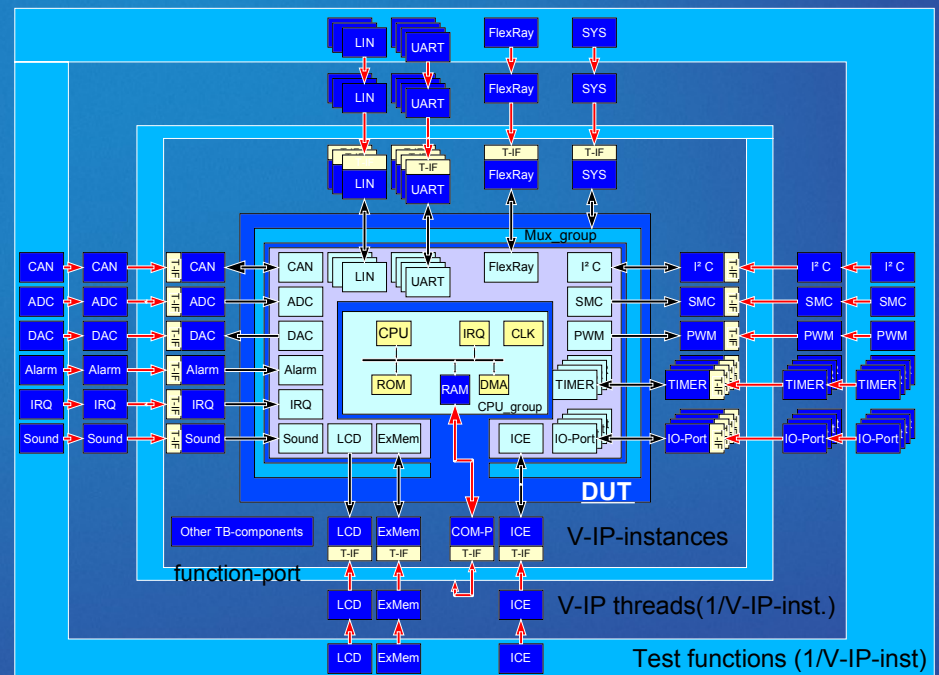 LIN
UART
FlexRay
SYS
LIN
UART
FlexRay
SYS
T-IF
T-IF
T-IF
LIN
UART
FlexRay
SYS
Mux_group
CAN
CAN
T-IF
CAN
CAN
LIN
UART
FlexRay
I² C
I² C
T-IF
I² C
I² C
ADC
ADC
T-IF
ADC
ADC
SMC
SMC
T-IF
SMC
SMC
DAC
DAC
T-IF
DAC
DAC
CPU
IRQ
CLK
PWM
PWM
T-IF
PWM
PWM
Alarm
Alarm
T-IF
Alarm
Alarm
ROM
RAM
DMA
TIMER
TIMER
T-IF
TIMER
TIMER
IRQ
IRQ
T-IF
IRQ
IRQ
CPU_group
Sound
Sound
T-IF
Sound
Sound
LCD
ExMem
ICE
IO-Port
IO-Port
T-IF
IO-Port
IO-Port
DUT
Other TB-components
LCD
ExMem
COM-P
ICE
V-IP-instances
T-IF
T-IF
T-IF
T-IF
function-port
LCD
ExMem
ICE
V-IP threads(1/V-IP-inst.)
LCD
ExMem
ICE
Test functions (1/V-IP-inst)